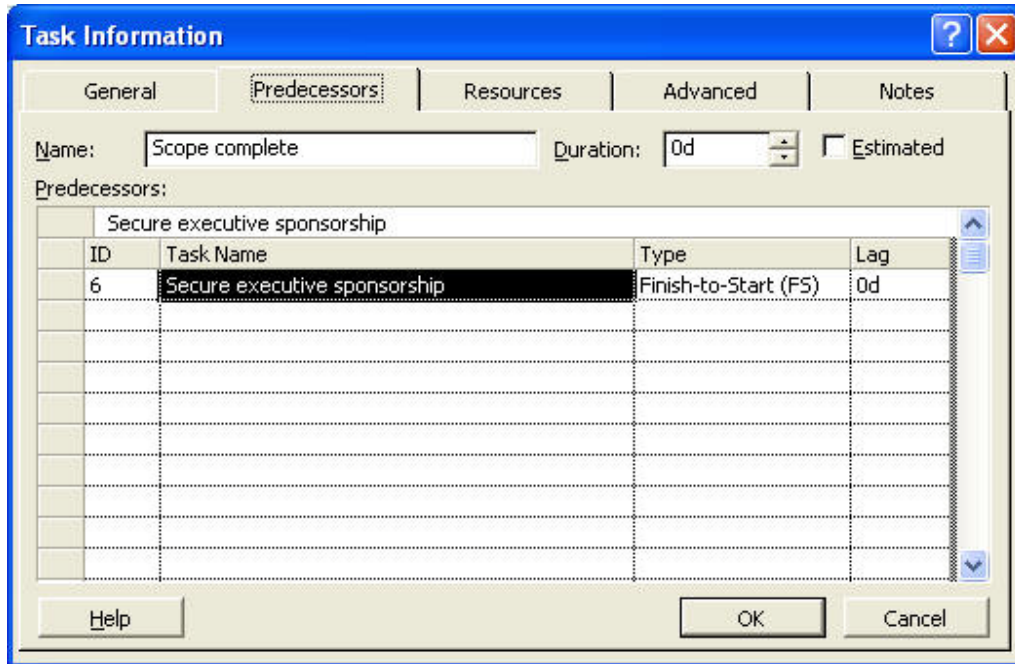 Task Information
General Predecessors Resources Advanced Notes
Name: Scope complete Duration: 0d Estimated
Predecessors:
Secure executive sponsorship
ID Task Name Type Lag
6 Secure executive sponsorship Finish-to-Start (FS) 0d
Help OK Cancel